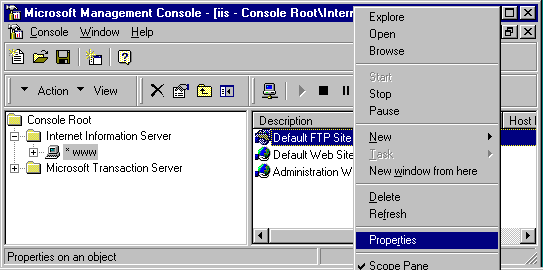 Microsoft Management Console - [iis - Console Root\Inter
Console Window Help
Action View
Console Root
Internet Information Server
* www
Microsoft Transaction Server
Description
Host
Default FTP Site
Default Web Site
Administration W
Explore
Open
Browse
Start
Stop
Pause
New
Task
New window from here
Delete
Refresh
Properties
Scope Pane
Properties on an object